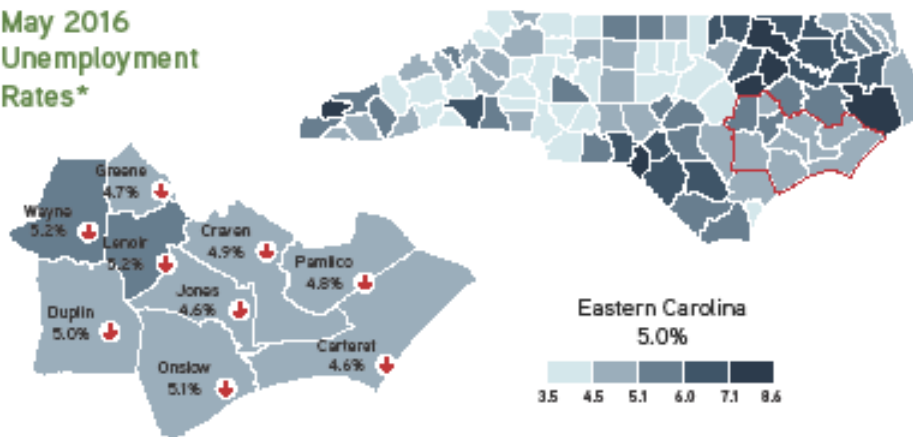 May 2016
Unemployment
Rates*
Greene
4.7%
Wayne
5.2%
Lenoir
5.2%
Craven
4.9%
Pamlico
4.8%
Jones
4.6%
Duplin
5.0%
Carteret
4.6%
Onslow
5.1%
Eastern Carolina
5.0%
3.5 4.5 5.1 6.0 7.1 8.6